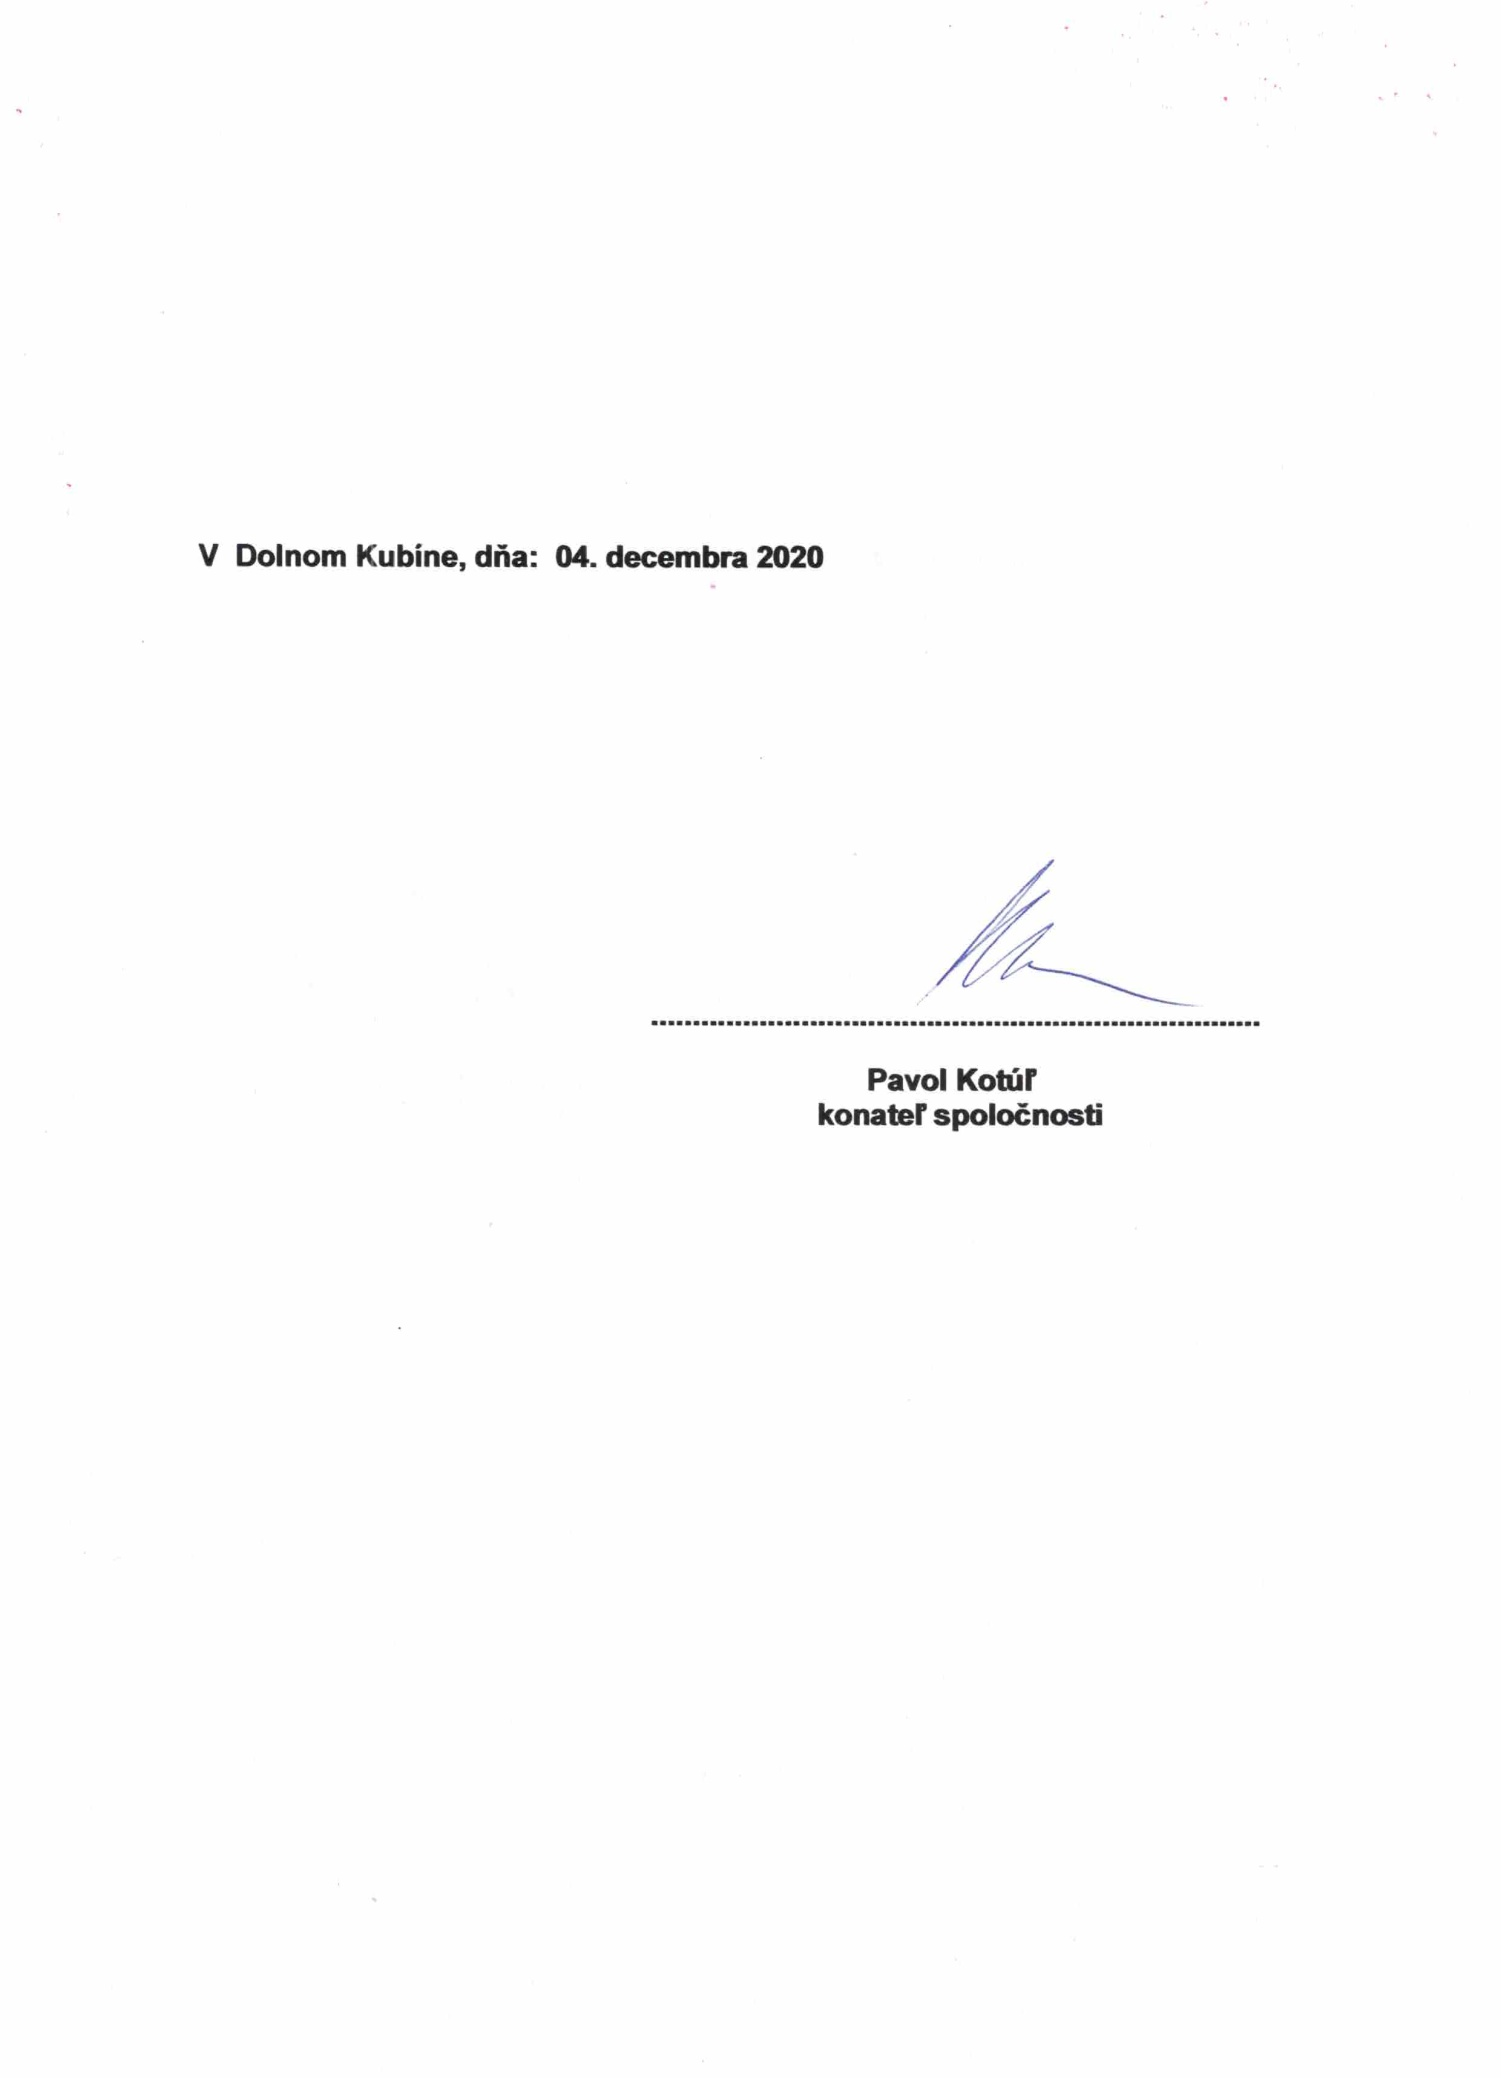 V Dolnom Kubíne, dňa: 04. decembra 2020
Pavol Kotúľ
konateľ spoločnosti